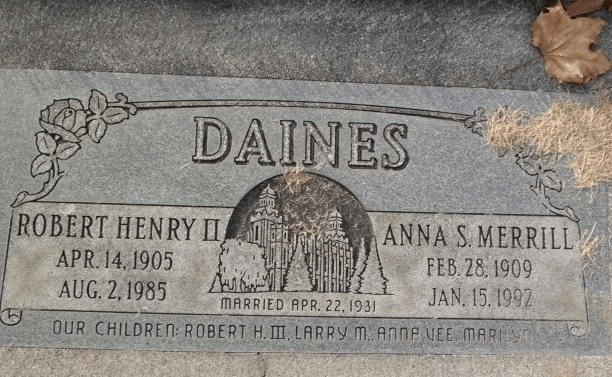 DAINES
ROBERT HENRY II
APR. 14, 1905
AUG. 2, 1985
ANNA S. MERRILL
FEB. 28, 1909
JAN. 15, 1992
MARRIED APR. 22, 1931
OUR CHILDREN: ROBERT H. III, LARRY M., ANNA VEE, MARILYN